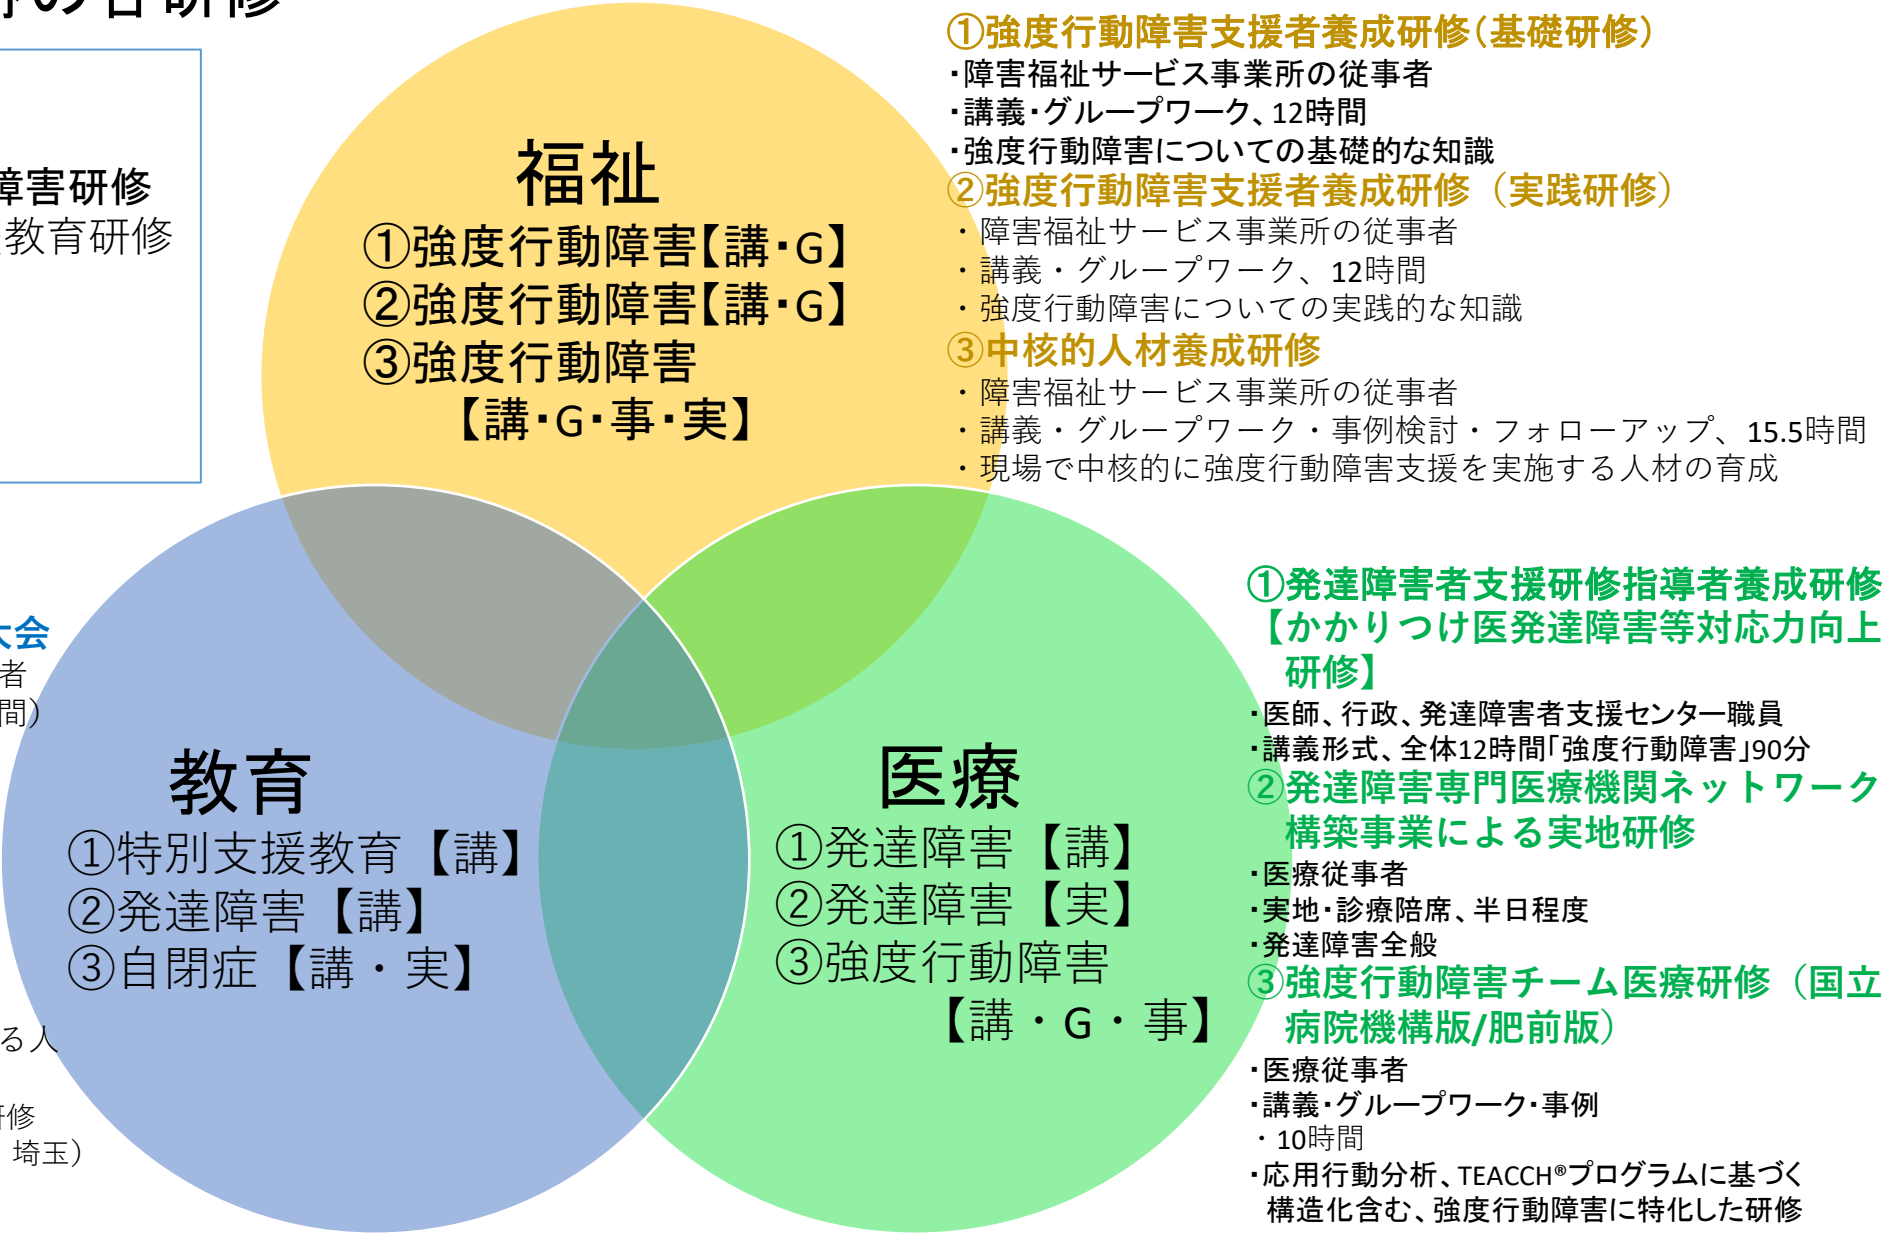 の各研修
障害研修
教育研修
福祉
①強度行動障害【講・G】
②強度行動障害【講・G】
③強度行動障害
【講・G・事・実】
①強度行動障害支援者養成研修（基礎研修）
・障害福祉サービス事業所の従事者
・講義・グループワーク、12時間
・強度行動障害についての基礎的な知識
②強度行動障害支援者養成研修（実践研修）
・障害福祉サービス事業所の従事者
・講義・グループワーク、12時間
・強度行動障害についての実践的な知識
③中核的人材養成研修
・障害福祉サービス事業所の従事者
・講義・グループワーク・事例検討・フォローアップ、15.5時間
・現場で中核的に強度行動障害支援を実施する人材の育成
大会
者
間）
教育
①特別支援教育【講】
②発達障害【講】
③自閉症【講・実】
る人
研修
埼玉）
医療
①発達障害【講】
②発達障害【実】
③強度行動障害
【講・G・事】
①発達障害者支援研修指導者養成研修
【かかりつけ医発達障害等対応力向上
研修】
・医師、行政、発達障害者支援センター職員
・講義形式、全体12時間「強度行動障害」90分
②発達障害専門医療機関ネットワーク
構築事業による実地研修
・医療従事者
・実地・診療陪席、半日程度
・発達障害全般
③強度行動障害チーム医療研修（国立
病院機構版/肥前版）
・医療従事者
・講義・グループワーク・事例
・10時間
・応用行動分析、TEACCH®プログラムに基づく
構造化含む、強度行動障害に特化した研修